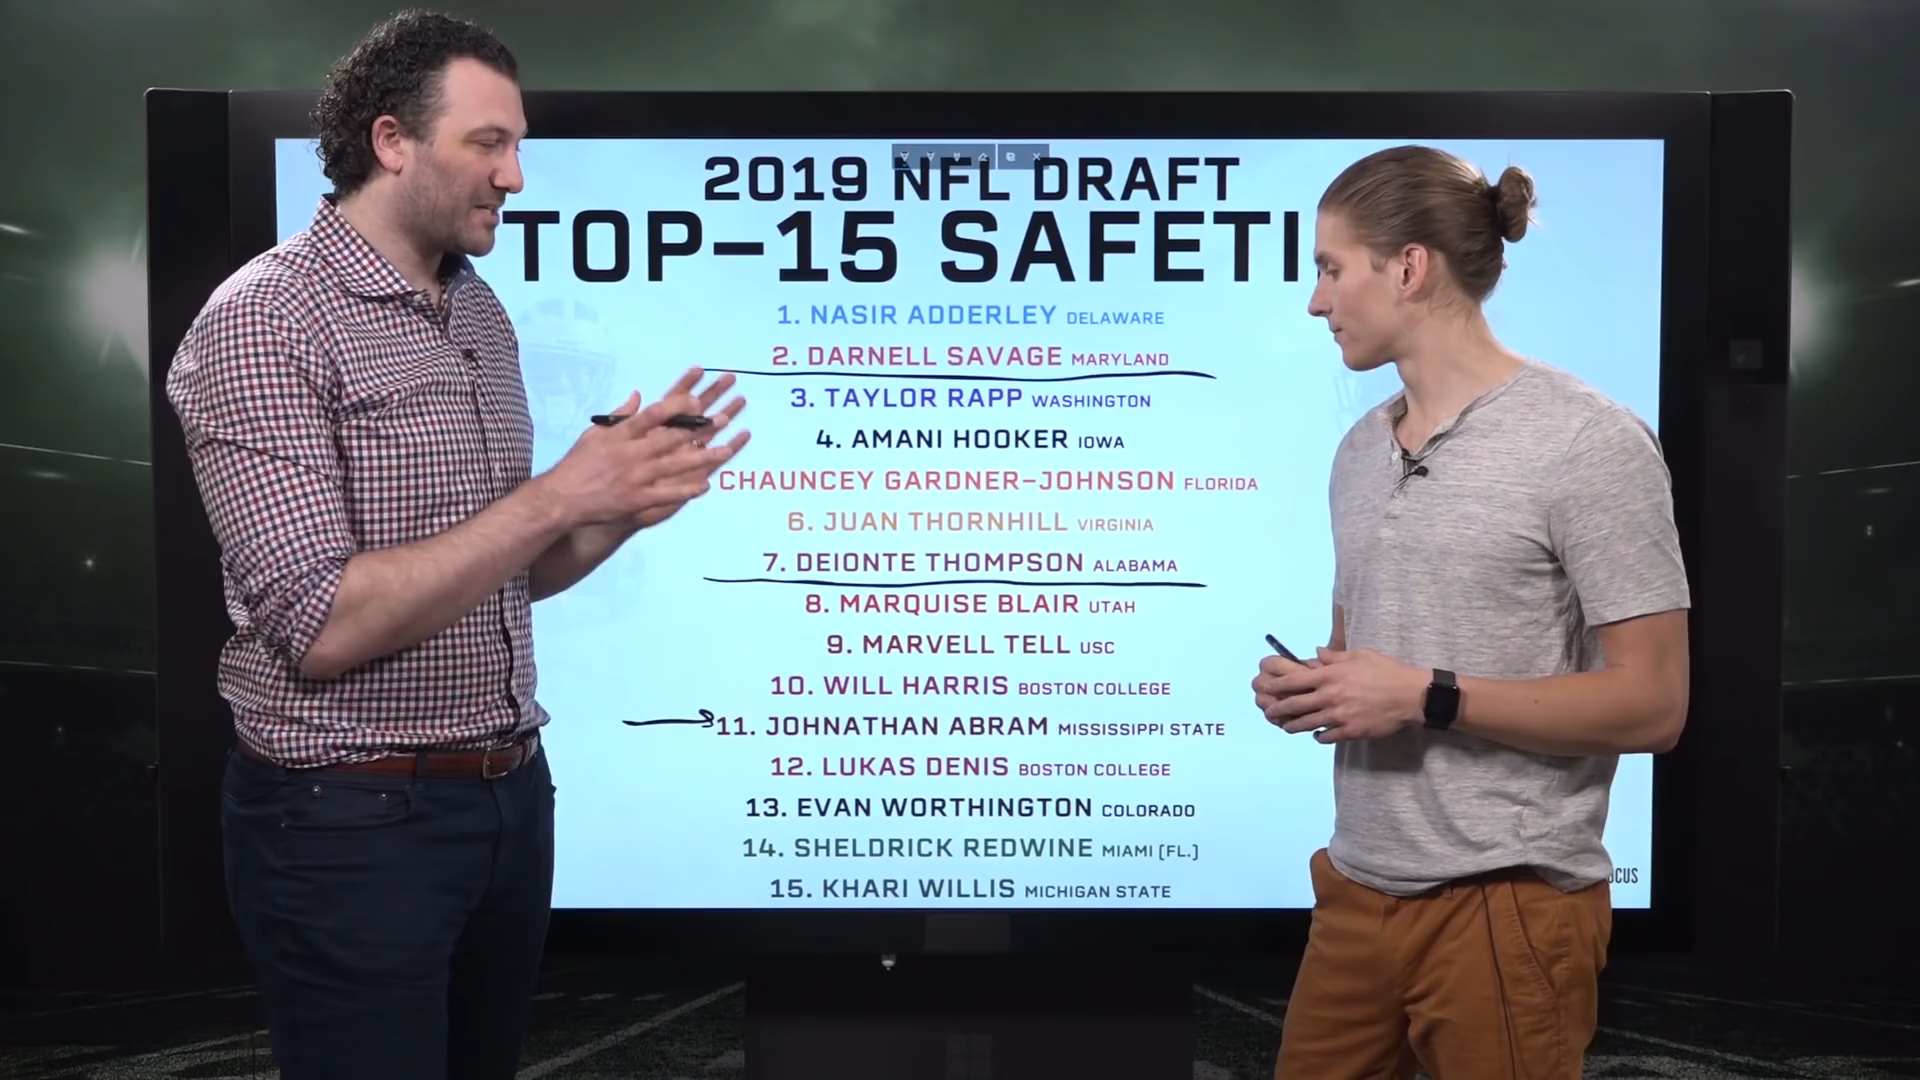 2019 NFL DRAFT
TOP-15 SAFETI
1. NASIR ADDERLEY DELAWARE
2. DARNELL SAVAGE MARYLAND
3. TAYLOR RAPP WASHINGTON
4. AMANI HOOKER IOWA
CHAUNCEY GARDNER-JOHNSON FLORIDA
6. JUAN THORNHILL VIRGINIA
7. DEIONTE THOMPSON ALABAMA
8. MARQUISE BLAIR UTAH
9. MARVELL TELL USC
10. WILL HARRIS BOSTON COLLEGE
11. JOHNATHAN ABRAM MISSISSIPPI STATE
12. LUKAS DENIS BOSTON COLLEGE
13. EVAN WORTHINGTON COLORADO
14. SHELDRICK REDWINE MIAMI (FL.)
15. KHARI WILLIS MICHIGAN STATE
OCUS